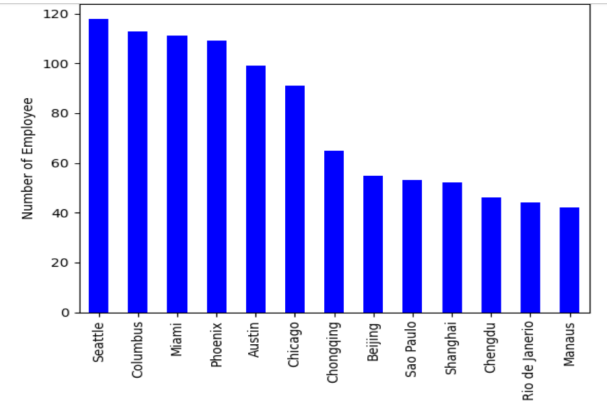 120
100
80
60
40
20
0
Number of Employee
Seattle
Columbus
Miami
Phoenix
Austin
Chicago
Chongqing
Beijing
Sao Paulo
Shanghai
Chengdu
Rio de Janerio
Manaus